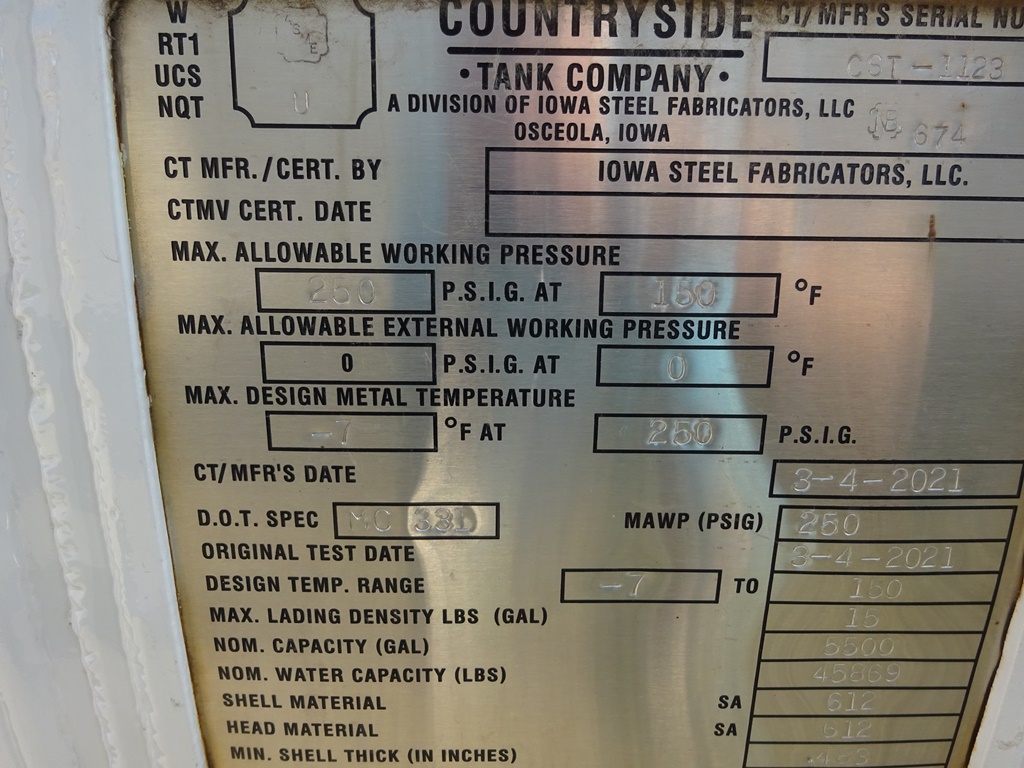 W
RT1
UCS
NQT
U
COUNTRYSIDE
• TANK COMPANY •
A DIVISION OF IOWA STEEL FABRICATORS, LLC
OSCEOLA, IOWA
CT/MFR'S SERIAL
CST-1123
NB 674
CT MFR./CERT. BY IOWA STEEL FABRICATORS, LLC.
CTMV CERT. DATE
MAX. ALLOWABLE WORKING PRESSURE
250 P.S.I.G. AT 150 °F
MAX. ALLOWABLE EXTERNAL WORKING PRESSURE
0 P.S.I.G. AT 0 °F
MAX. DESIGN METAL TEMPERATURE
-7 °F AT 250 P.S.I.G.
CT/MFR'S DATE 3-4-2021
D.O.T. SPEC MC 331 MAWP (PSIG) 250
ORIGINAL TEST DATE 3-4-2021
DESIGN TEMP. RANGE -7 TO 150
MAX. LADING DENSITY LBS (GAL) 15
NOM. CAPACITY (GAL) 5500
NOM. WATER CAPACITY (LBS) 45869
SHELL MATERIAL SA 612
HEAD MATERIAL SA 612
MIN. SHELL THICK (IN INCHES)